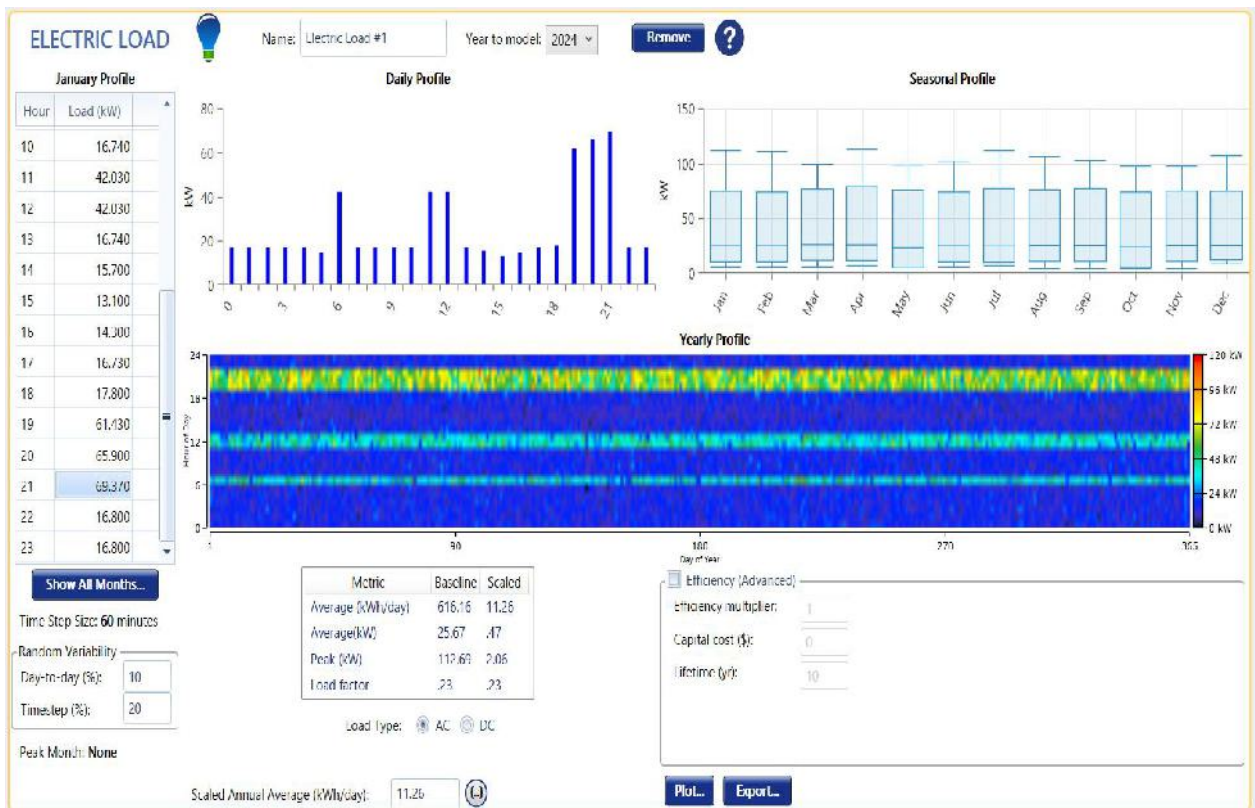 ELECTRIC LOAD
Name: Electric Load #1 Year to model: 2024 Remove ?
January Profile
Hour Load (kW)
10 16.740
11 42.030
12 42.030
13 16.740
14 15.700
15 13.100
16 14.300
17 16.730
18 17.800
19 61.430
20 65.900
21 69.370
22 16.800
23 16.800
Show All Months...
Time Step Size: 60 minutes
Random Variability
Day-to-day (%): 10
Timestep (%): 20
Peak Month: None
Daily Profile
kW
80
60
40
20
0
0 3 6 9 12 15 18 21
Seasonal Profile
kW
150
100
50
0
Jan Feb Mar Apr May Jun Jul Aug Sep Oct Nov Dec
Yearly Profile
Hour of Day
24
18
12
6
0
1 90 180 270 365
Day of Year
120 kW
96 kW
72 kW
48 kW
24 kW
0 kW
Metric Baseline Scaled
Average (kWh/day) 616.16 11.26
Average(kW) 25.67 .47
Peak (kW) 112.69 2.06
Load factor .23 .23
Load Type: AC DC
Scaled Annual Average (kWh/day): 11.26
Efficiency (Advanced)
Efficiency multiplier: 1
Capital cost ($): 0
Lifetime (yr): 10
Plot... Export...